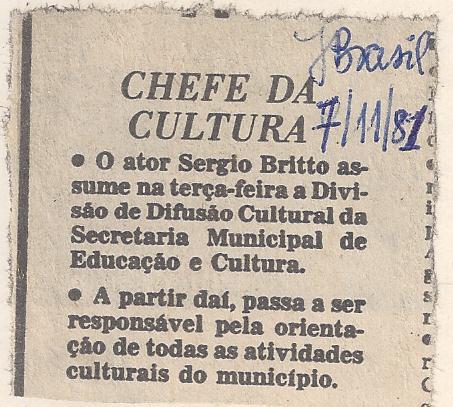 J Brasil
7/11/81
CHEFE DA
CULTURA
• O ator Sergio Britto as-
sume na terça-feira a Divi-
são de Difusão Cultural da
Secretaria Municipal de
Educação e Cultura.
• A partir daí, passa a ser
responsável pela orienta-
ção de todas as atividades
culturais do município.